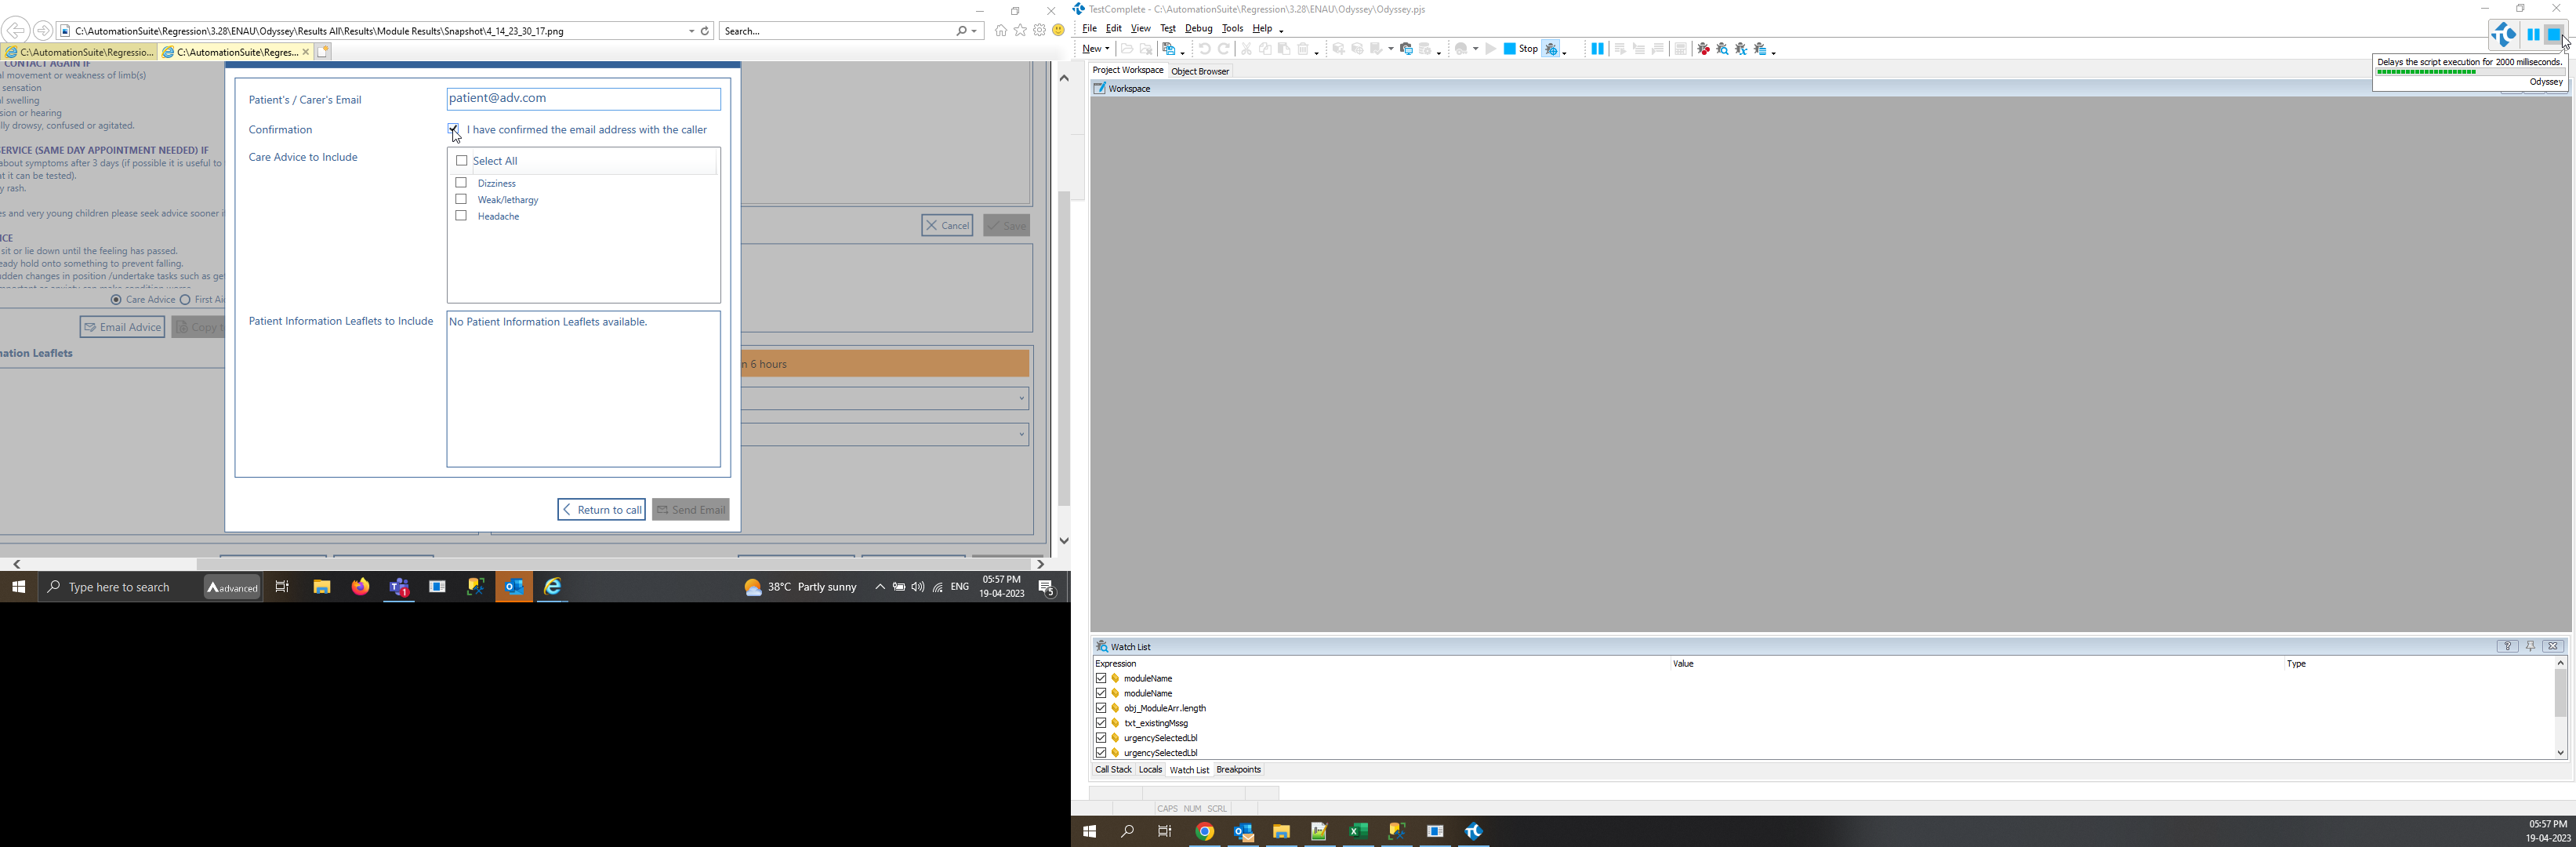 C:\AutomationSuite\Regression\3.28\ENAU\Odyssey\Results All\Results\Module Results\Snapshot\4_14_23_30_17.png
Search...
C:\AutomationSuite\Regressio...
C:\AutomationSuite\Regres...
CONTACT AGAIN IF
al movement or weakness of limb(s)
sensation
al swelling
sion or hearing
lly drowsy, confused or agitated.
SERVICE (SAME DAY APPOINTMENT NEEDED) IF
about symptoms after 3 days (if possible it is useful to
at it can be tested).
y rash.
es and very young children please seek advice sooner i
ICE
sit or lie down until the feeling has passed.
eady hold onto something to prevent falling.
udden changes in position /undertake tasks such as get
Care Advice
First Aid
Email Advice
Copy t
nation Leaflets
Patient's / Carer's Email
patient@adv.com
Confirmation
I have confirmed the email address with the caller
Care Advice to Include
Select All
Dizziness
Weak/lethargy
Headache
Patient Information Leaflets to Include
No Patient Information Leaflets available.
Return to call
Send Email
Cancel
Save
n 6 hours
Type here to search
advanced
38°C Partly sunny
ENG
05:57 PM
19-04-2023
5
TestComplete - C:\AutomationSuite\Regression\3.28\ENAU\Odyssey\Odyssey.pjs
File Edit View Test Debug Tools Help
New
Stop
Project Workspace
Object Browser
Workspace
Delays the script execution for 2000 milliseconds.
Odyssey
Watch List
Expression
Value
Type
moduleName
moduleName
obj_ModuleArr.length
txt_existingMssg
urgencySelectedLbl
urgencySelectedLbl
Call Stack
Locals
Watch List
Breakpoints
CAPS NUM SCRL
05:57 PM
19-04-2023